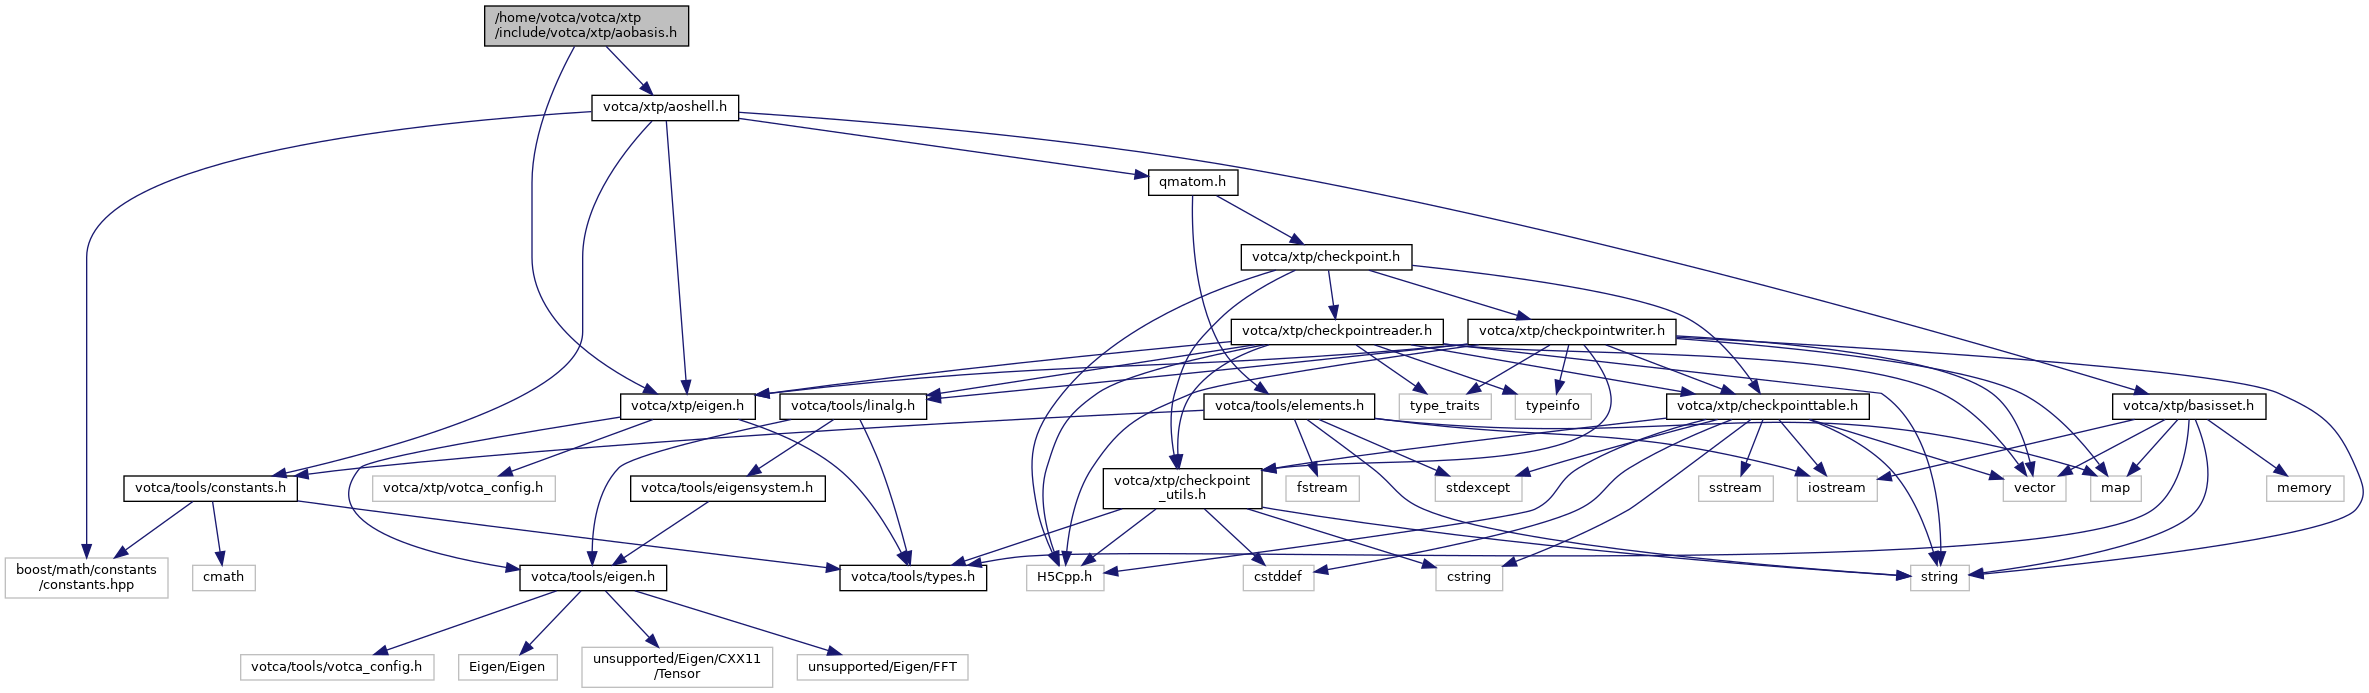 /home/votca/votca/xtp
/include/votca/xtp/aobasis.h
votca/xtp/aoshell.h
qmatom.h
votca/xtp/checkpoint.h
votca/xtp/checkpointreader.h
votca/xtp/checkpointwriter.h
votca/xtp/eigen.h
votca/tools/linalg.h
votca/tools/elements.h
type_traits
typeinfo
votca/xtp/checkpointtable.h
votca/xtp/basisset.h
votca/tools/constants.h
votca/xtp/votca_config.h
votca/tools/eigensystem.h
votca/xtp/checkpoint
_utils.h
fstream
stdexcept
sstream
iostream
vector
map
memory
boost/math/constants
/constants.hpp
cmath
votca/tools/eigen.h
votca/tools/types.h
H5Cpp.h
cstddef
cstring
string
votca/tools/votca_config.h
Eigen/Eigen
unsupported/Eigen/CXX11
/Tensor
unsupported/Eigen/FFT